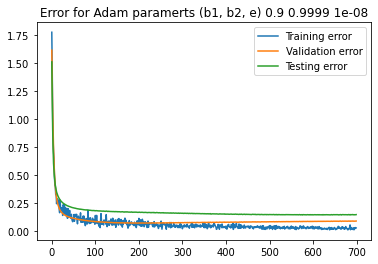 Error for Adam paramerts (b1, b2, e) 0.9 0.9999 1e-08
Training error
Validation error
Testing error
1.75
1.50
1.25
1.00
0.75
0.50
0.25
0.00
0 100 200 300 400 500 600 700